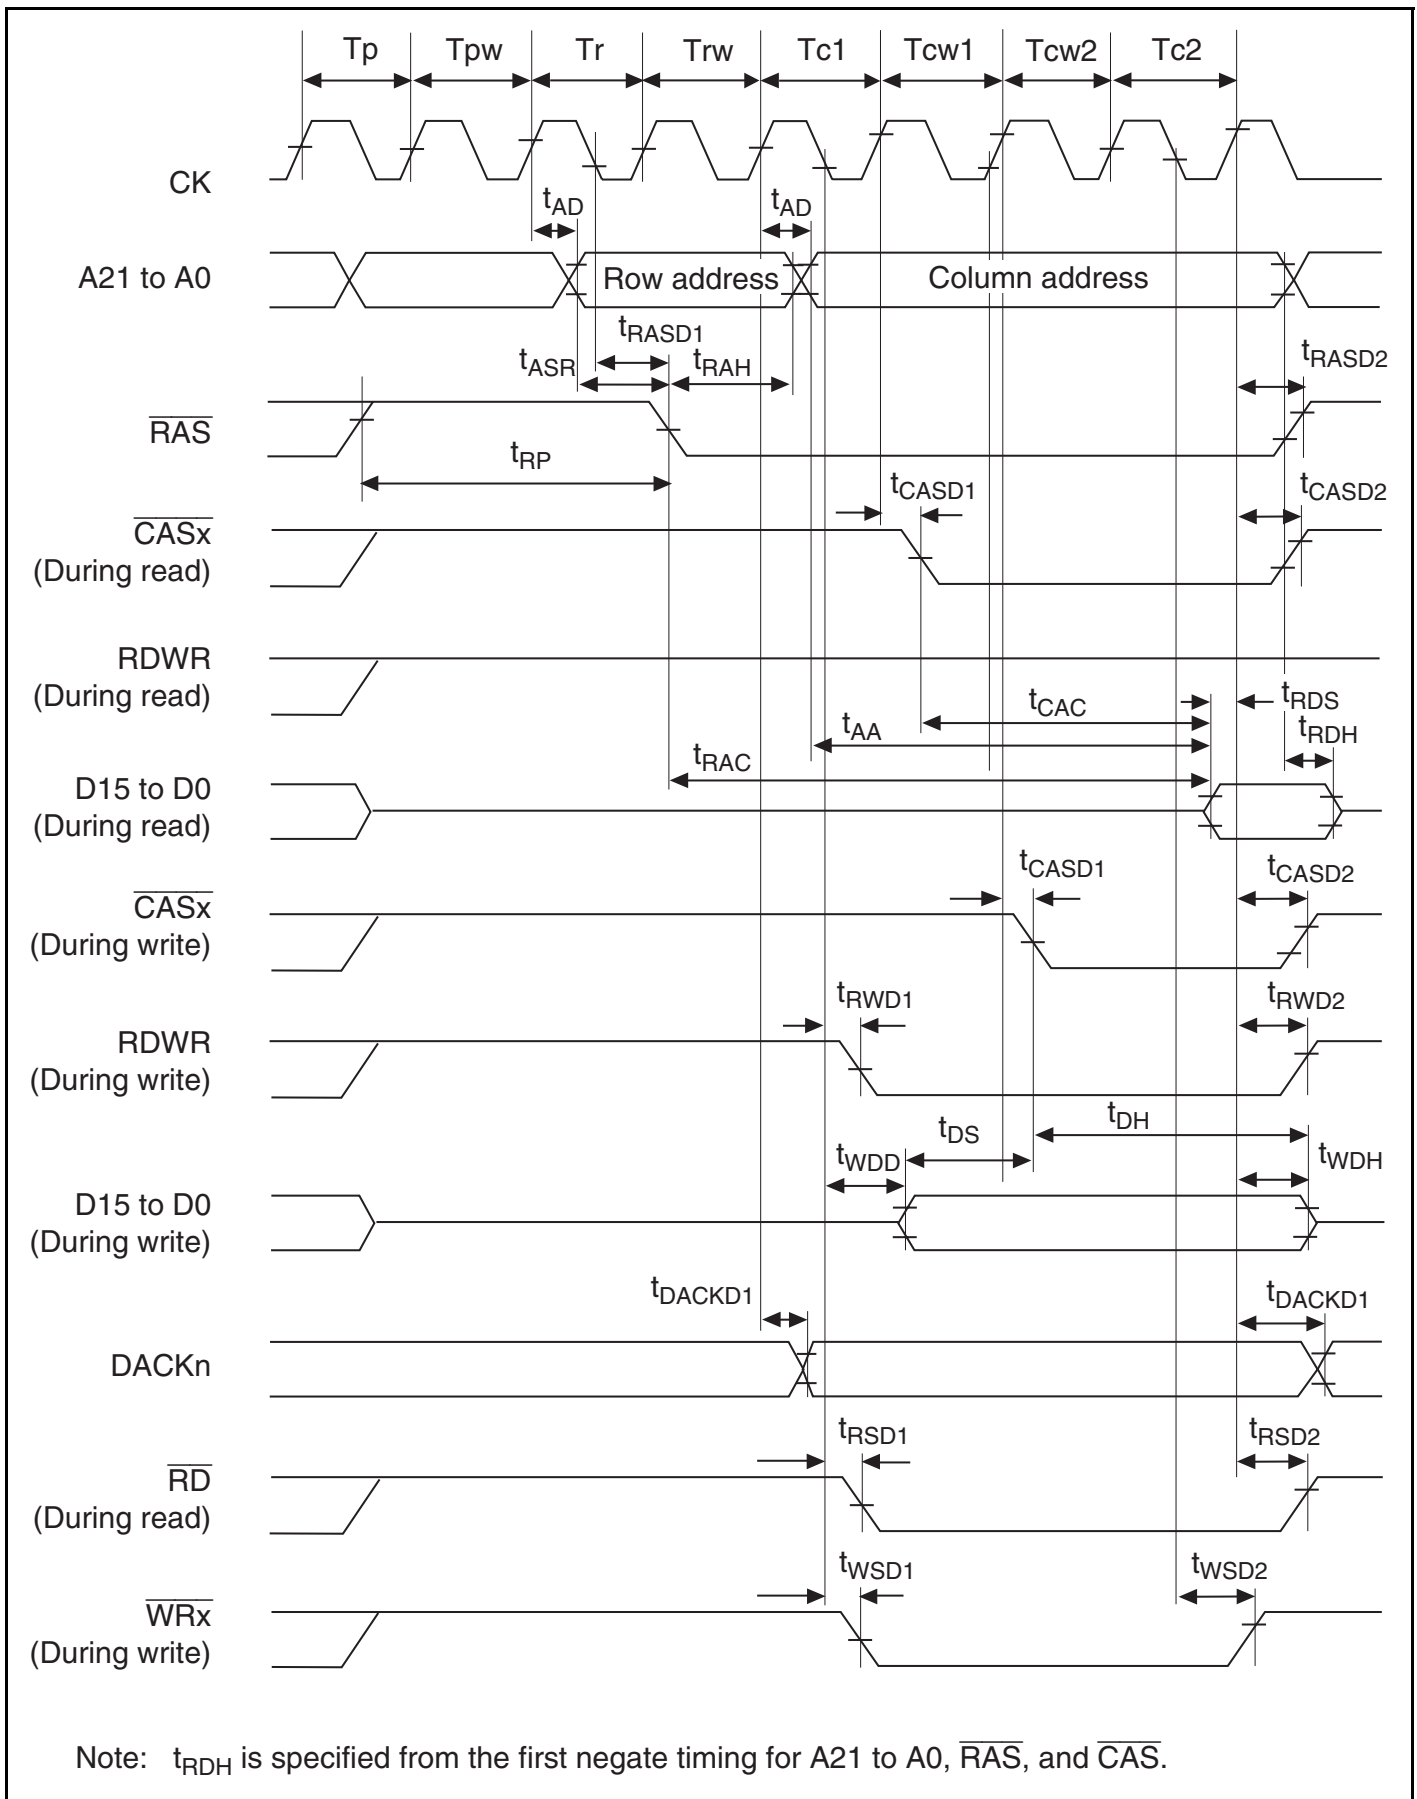 Tp Tpw Tr Trw Tc1 Tcw1 Tcw2 Tc2
CK
tAD tAD
A21 to A0 Row address Column address
tRASD1
tASR tRAH tRASD2
RAS
tRP
tCASD1 tCASD2
CASx
(During read)
RDWR
(During read)
tRDS
tCAC
tAA tRDH
tRAC
D15 to D0
(During read)
tCASD1 tCASD2
CASx
(During write)
tRWD1 tRWD2
RDWR
(During write)
tDH
tDS
tWDD tWDH
D15 to D0
(During write)
tDACKD1 tDACKD1
DACKn
tRSD1 tRSD2
RD
(During read)
tWSD1 tWSD2
WRx
(During write)
Note: tRDH is specified from the first negate timing for A21 to A0, RAS, and CAS.